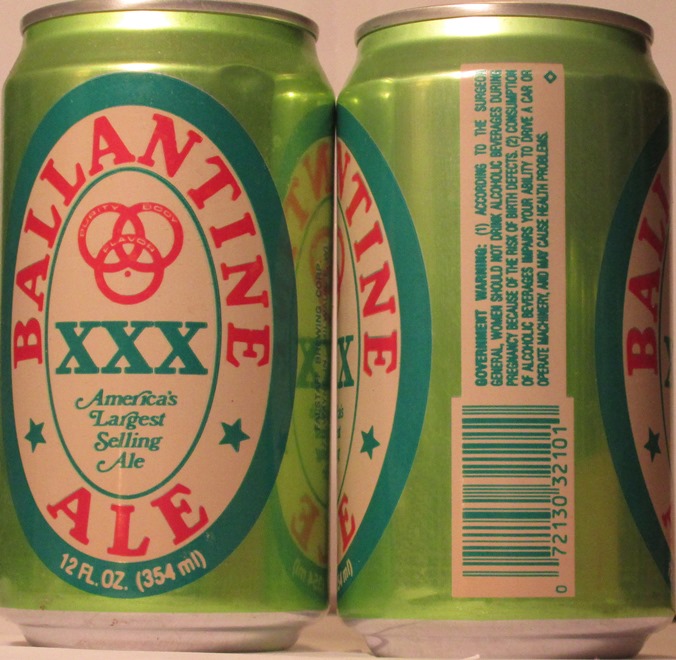 BALLANTINE
PURITY BODY
FLAVOR
XXX
America's
Largest
Selling
Ale
ALE
12 FL. OZ. (354 ml)
NTINE
X
E
ml)
GOVERNMENT WARNING: (1) ACCORDING TO THE SURGEON
GENERAL, WOMEN SHOULD NOT DRINK ALCOHOLIC BEVERAGES DURING
PREGNANCY BECAUSE OF THE RISK OF BIRTH DEFECTS. (2) CONSUMPTION
OF ALCOHOLIC BEVERAGES IMPAIRS YOUR ABILITY TO DRIVE A CAR OR
OPERATE MACHINERY, AND MAY CAUSE HEALTH PROBLEMS.
0 72130 32101
BAL